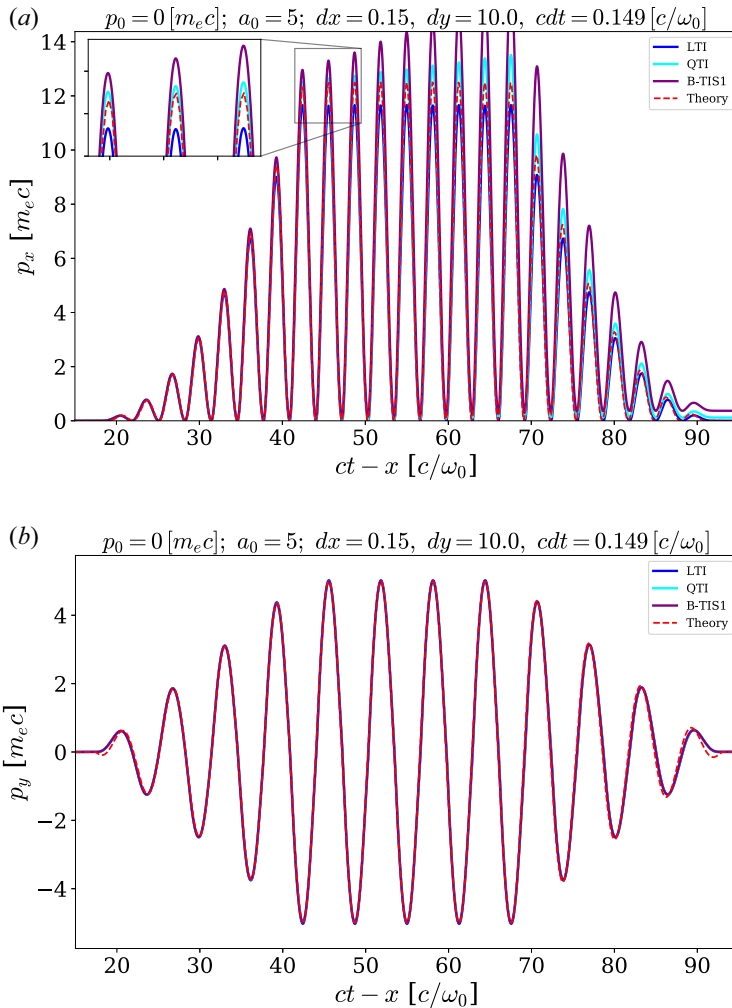 (a) p₀ = 0 [mₑc]; a₀ = 5; dx = 0.15, dy = 10.0, cdt = 0.149 [c/ω₀]
LTI
QTI
B-TIS1
Theory
14
12
10
8
6
4
2
0
pₓ [mₑc]
20 30 40 50 60 70 80 90
ct − x [c/ω₀]
(b) p₀ = 0 [mₑc]; a₀ = 5; dx = 0.15, dy = 10.0, cdt = 0.149 [c/ω₀]
LTI
QTI
B-TIS1
Theory
4
2
0
−2
−4
p_y [mₑc]
20 30 40 50 60 70 80 90
ct − x [c/ω₀]